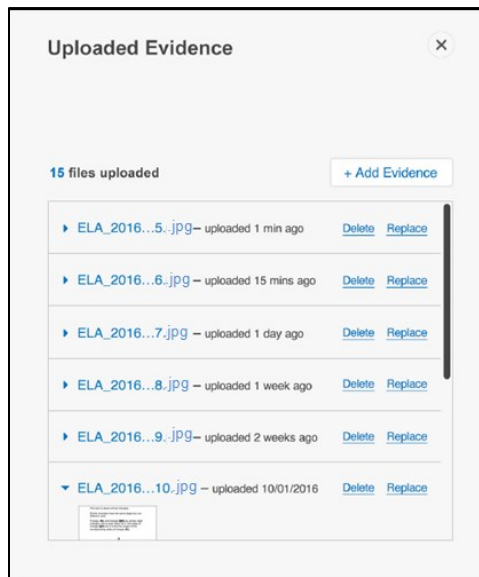 Uploaded Evidence
15 files uploaded
+ Add Evidence
ELA_2016...5.jpg – uploaded 1 min ago Delete Replace
ELA_2016...6.jpg – uploaded 15 mins ago Delete Replace
ELA_2016...7.jpg – uploaded 1 day ago Delete Replace
ELA_2016...8.jpg – uploaded 1 week ago Delete Replace
ELA_2016...9.jpg – uploaded 2 weeks ago Delete Replace
ELA_2016...10.jpg – uploaded 10/01/2016 Delete Replace